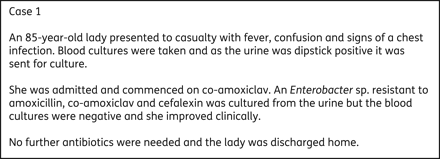 Case 1
An 85-year-old lady presented to casualty with fever, confusion and signs of a chest
infection. Blood cultures were taken and as the urine was dipstick positive it was
sent for culture.
She was admitted and commenced on co-amoxiclav. An Enterobacter sp. resistant to
amoxicillin, co-amoxiclav and cefalexin was cultured from the urine but the blood
cultures were negative and she improved clinically.
No further antibiotics were needed and the lady was discharged home.